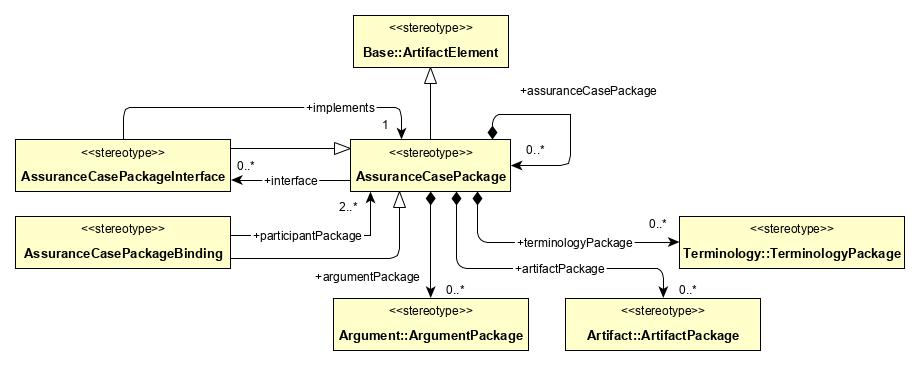 <<stereotype>>
Base::ArtifactElement
+assuranceCasePackage
+implements
1
0..*
<<stereotype>>
AssuranceCasePackageInterface
0..*
+interface
<<stereotype>>
AssuranceCasePackage
2..*
<<stereotype>>
AssuranceCasePackageBinding
+participantPackage
0..*
+terminologyPackage
<<stereotype>>
Terminology::TerminologyPackage
+argumentPackage
+artifactPackage
0..*
0..*
<<stereotype>>
Argument::ArgumentPackage
<<stereotype>>
Artifact::ArtifactPackage